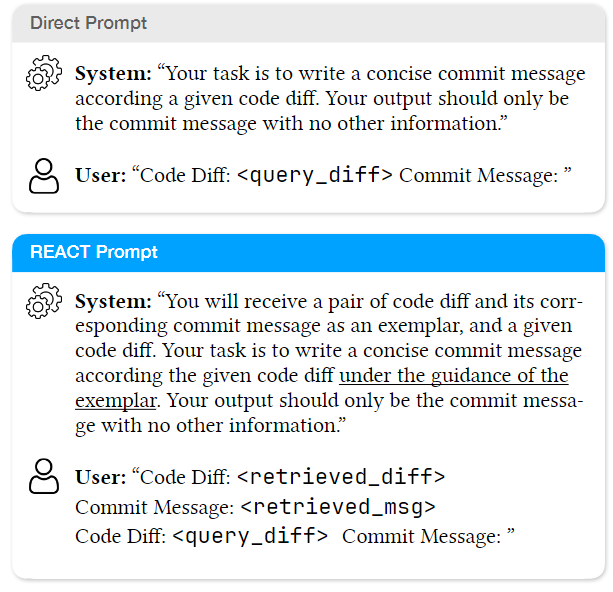 Direct Prompt
System: “Your task is to write a concise commit message
according a given code diff. Your output should only be
the commit message with no other information.”
User: “Code Diff: <query_diff> Commit Message: ”
REACT Prompt
System: “You will receive a pair of code diff and its corr-
esponding commit message as an exemplar, and a given
code diff. Your task is to write a concise commit message
according the given code diff under the guidance of the
exemplar. Your output should only be the commit messa-
ge with no other information.”
User: “Code Diff: <retrieved_diff>
Commit Message: <retrieved_msg>
Code Diff: <query_diff> Commit Message: ”